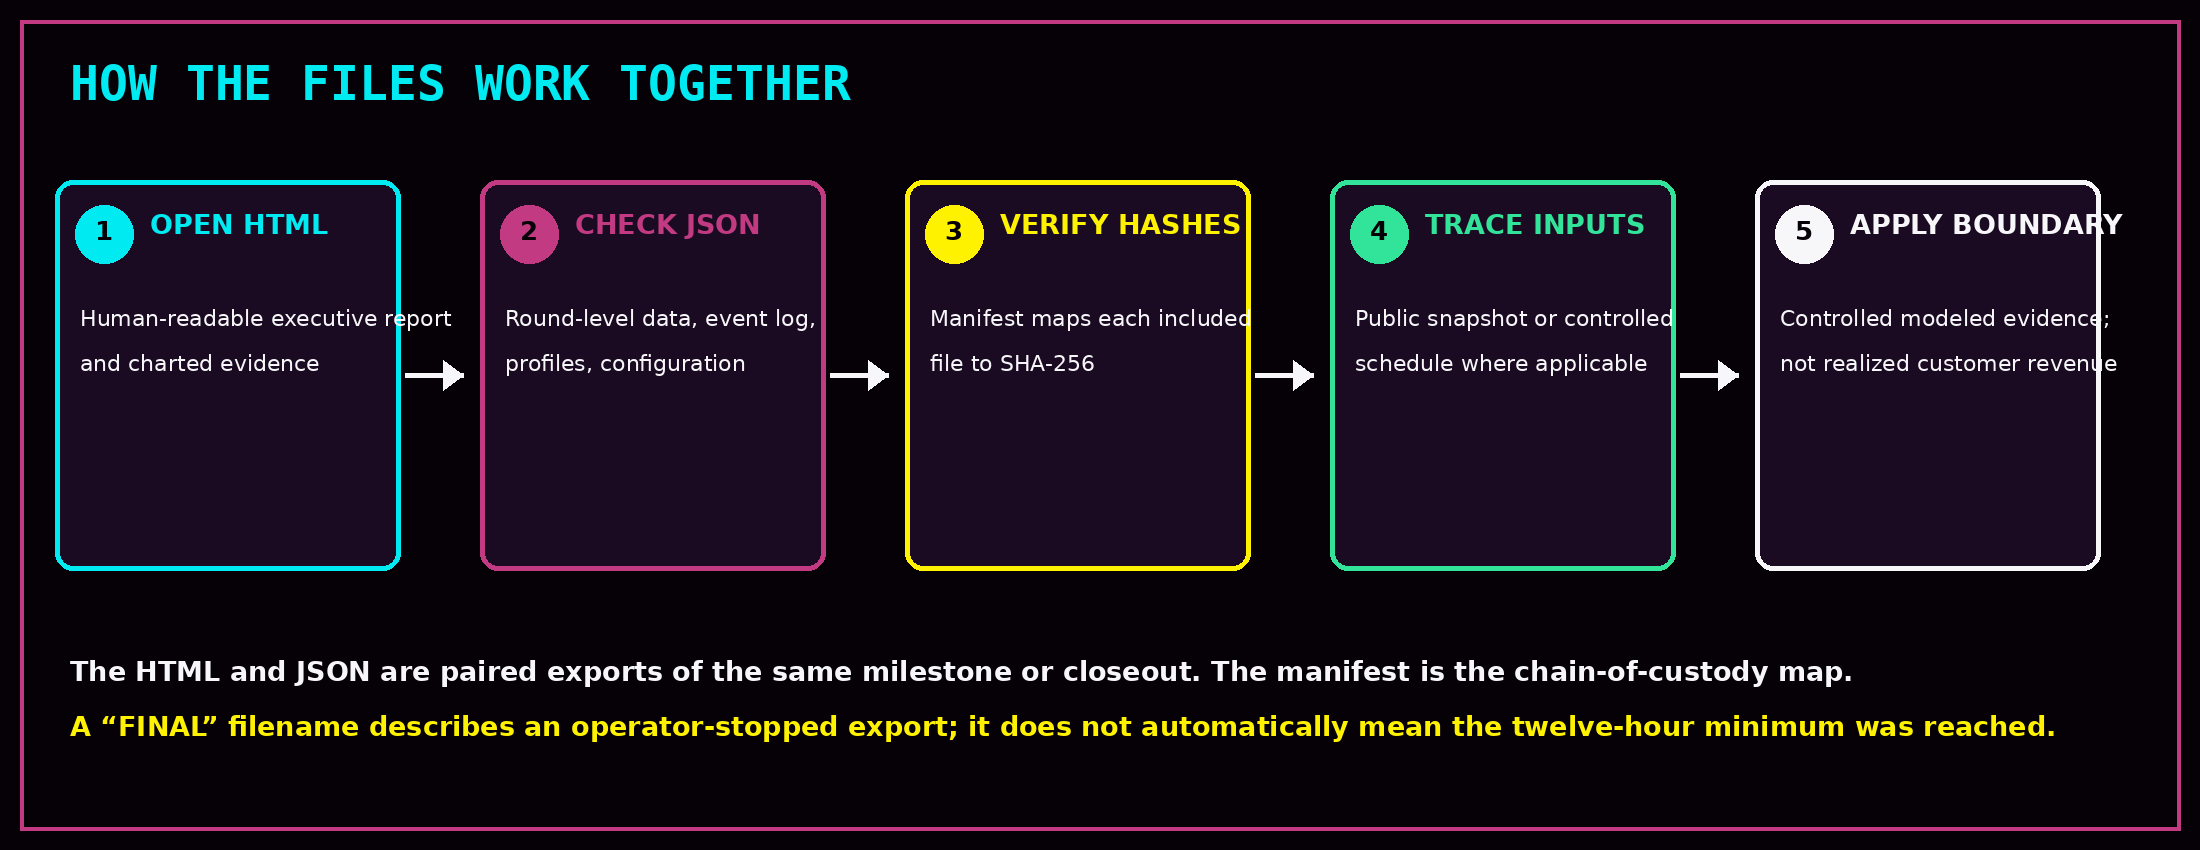 HOW THE FILES WORK TOGETHER
1 OPEN HTML
Human-readable executive report
and charted evidence
2 CHECK JSON
Round-level data, event log,
profiles, configuration
3 VERIFY HASHES
Manifest maps each included
file to SHA-256
4 TRACE INPUTS
Public snapshot or controlled
schedule where applicable
5 APPLY BOUNDARY
Controlled modeled evidence;
not realized customer revenue
The HTML and JSON are paired exports of the same milestone or closeout. The manifest is the chain-of-custody map.
A “FINAL” filename describes an operator-stopped export; it does not automatically mean the twelve-hour minimum was reached.